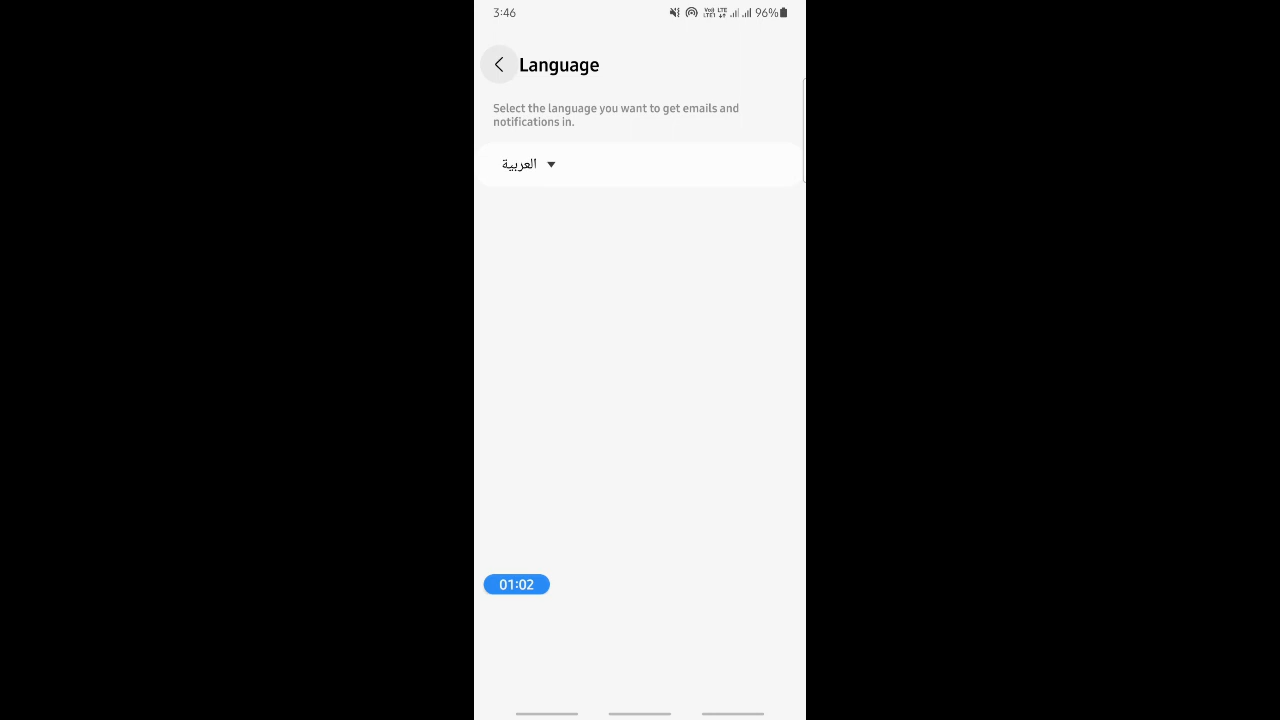 3:46
96%
Language
Select the language you want to get emails and
notifications in.
العربية
01:02